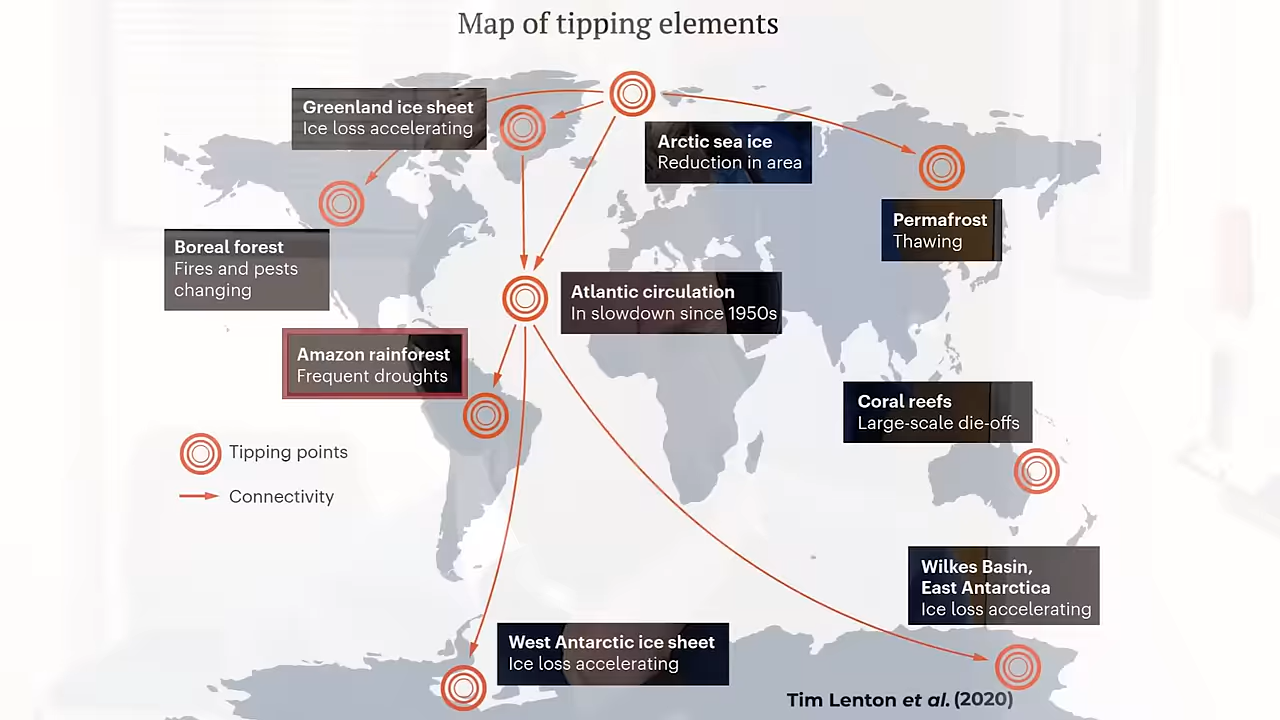 Map of tipping elements
Greenland ice sheet
Ice loss accelerating
Arctic sea ice
Reduction in area
Permafrost
Thawing
Boreal forest
Fires and pests
changing
Atlantic circulation
In slowdown since 1950s
Amazon rainforest
Frequent droughts
Coral reefs
Large-scale die-offs
Tipping points
Connectivity
Wilkes Basin,
East Antarctica
Ice loss accelerating
West Antarctic ice sheet
Ice loss accelerating
Tim Lenton et al. (2020)